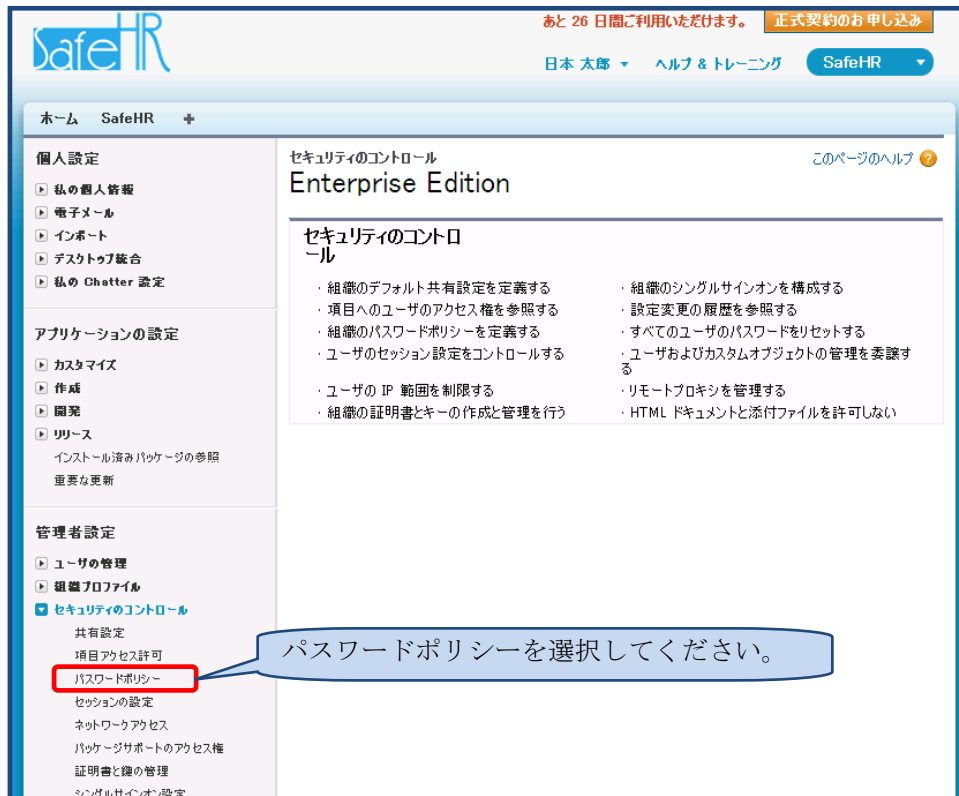 SafeHR
あと 26 日間ご利用いただけます。 正式契約のお申し込み
日本 太郎 ヘルプ & トレーニング SafeHR
ホーム SafeHR +
個人設定
私の個人情報
電子メール
インポート
デスクトップ統合
私の Chatter 設定
アプリケーションの設定
カスタマイズ
作成
開発
リリース
インストール済みパッケージの参照
重要な更新
管理者設定
ユーザの管理
組織プロファイル
セキュリティのコントロール
共有設定
項目アクセス許可
パスワードポリシー
セッションの設定
ネットワークアクセス
パッケージサポートのアクセス権
証明書と鍵の管理
シングルサインオン設定
セキュリティのコントロール
このページのヘルプ ?
Enterprise Edition
セキュリティのコントロ
ール
・組織のデフォルト共有設定を定義する
・項目へのユーザのアクセス権を参照する
・組織のパスワードポリシーを定義する
・ユーザのセッション設定をコントロールする
・ユーザの IP 範囲を制限する
・組織の証明書とキーの作成と管理を行う
・組織のシングルサインオンを構成する
・設定変更の履歴を参照する
・すべてのユーザのパスワードをリセットする
・ユーザおよびカスタムオブジェクトの管理を委譲す
る
・リモートプロキシを管理する
・HTML ドキュメントと添付ファイルを許可しない
パスワードポリシーを選択してください。